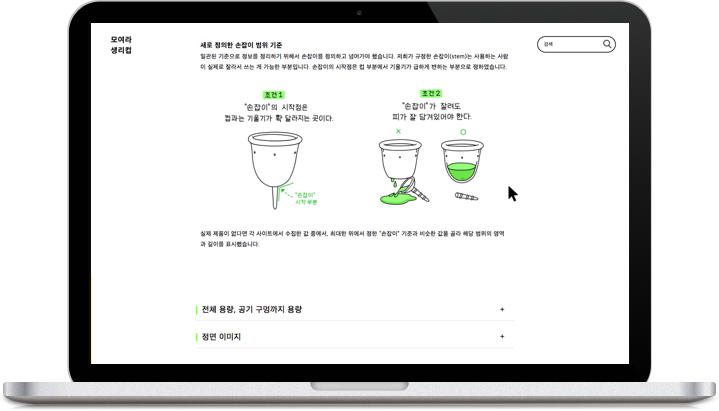 모여라
생리컵
검색
새로 정의한 손잡이 범위 기준
일관된 기준으로 정보를 정리하기 위해서 손잡이를 정의하고 넘어가야 했습니다. 저희가 규정한 손잡이(stem)는 사용하는 사람
이 실제로 잘라서 쓰는 게 가능한 부분입니다. 손잡이의 시작점은 컵 부분에서 기울기가 급하게 변하는 부분으로 정하였습니다.
조건 1
"손잡이"의 시작점은
컵과는 기울기가 확 달라지는 곳이다.
"손잡이"
시작 부분
조건 2
"손잡이"가 잘려도
피가 잘 담겨있어야 한다.
× ○
실제 제품이 없다면 각 사이트에서 수집한 값 중에서, 최대한 위에서 정한 "손잡이" 기준과 비슷한 값을 골라 해당 범위의 영역
과 길이를 표시했습니다.
전체 용량, 공기 구멍까지 용량 +
정면 이미지 +